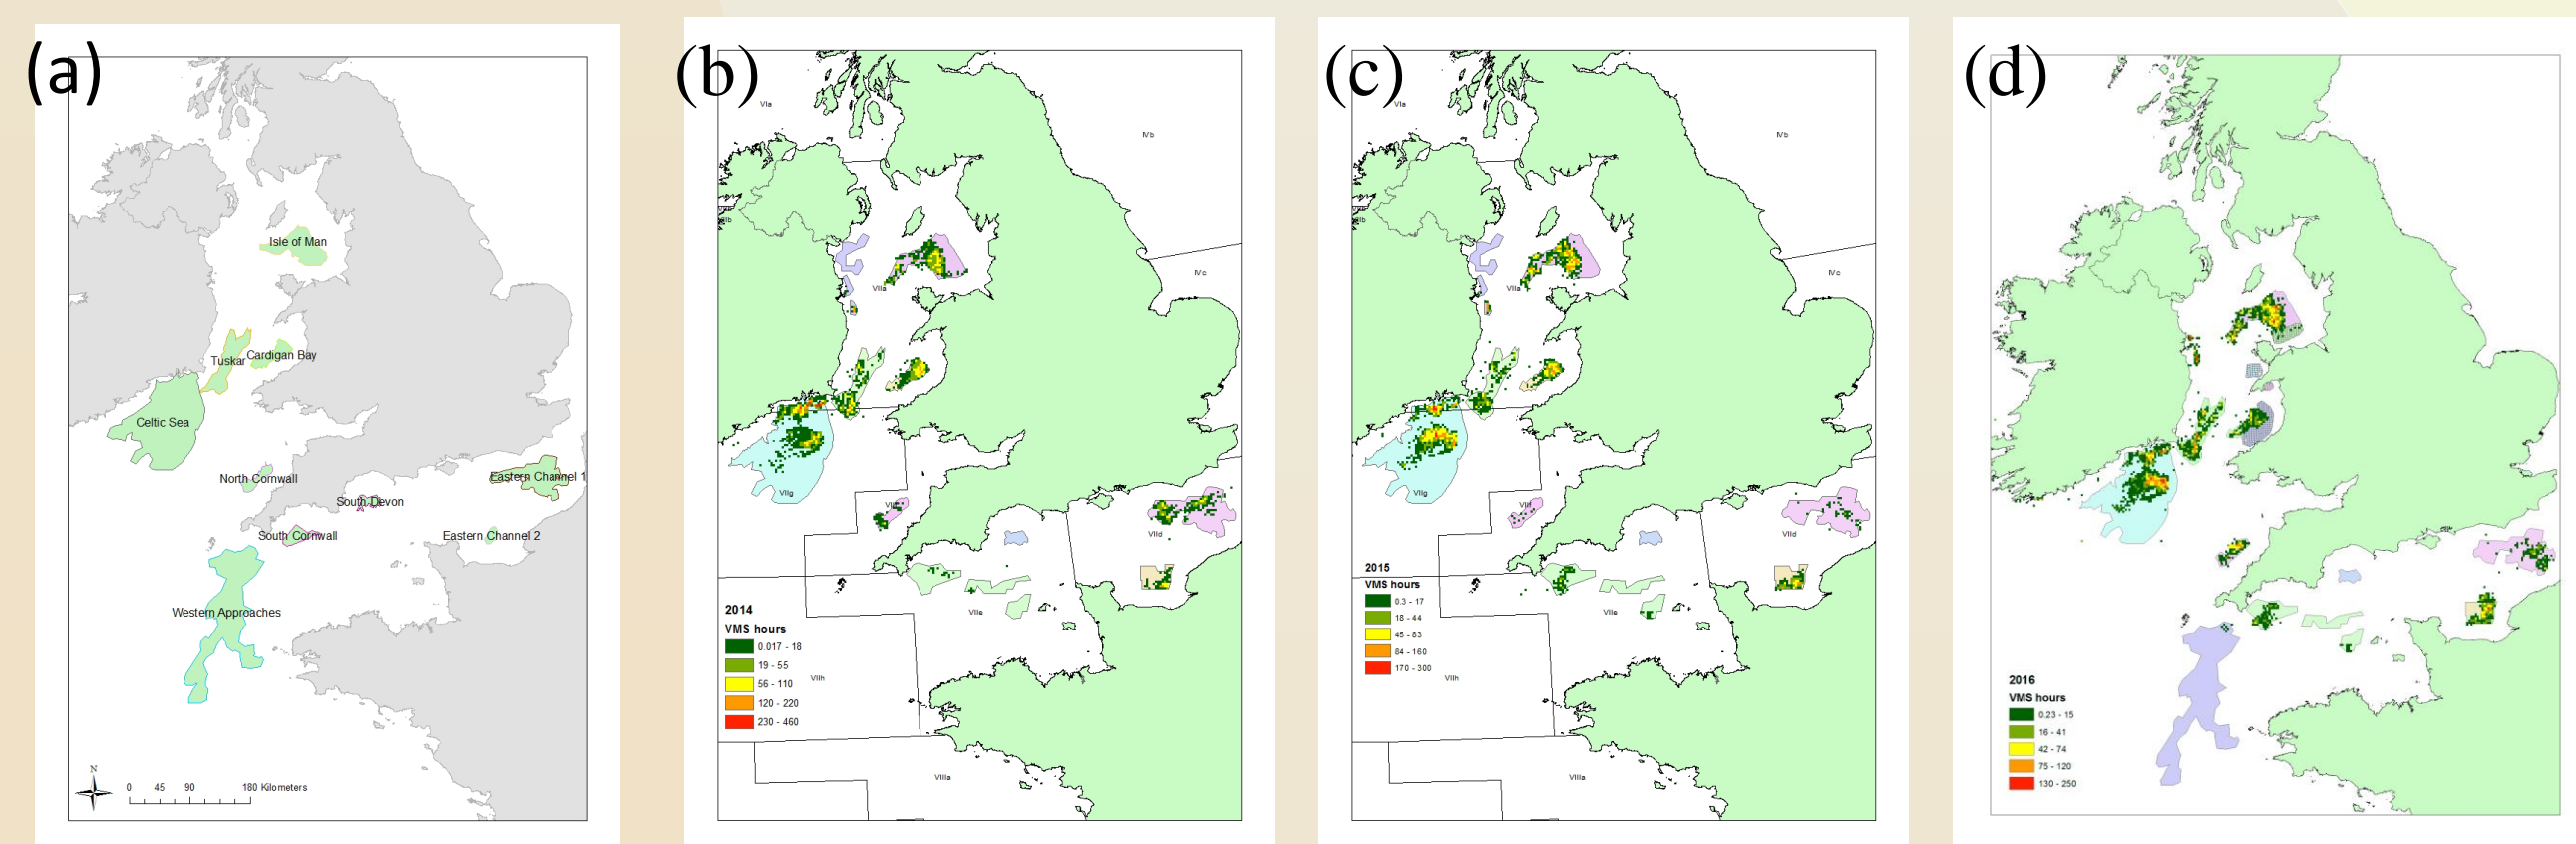 (a)
Isle of Man
Tuskar
Cardigan Bay
Celtic Sea
North Cornwall
Eastern Channel 1
South Devon
South Cornwall
Eastern Channel 2
Western Approaches
N
0 45 90 180 Kilometers
(b)
VIa
IVb
IVc
VIIa
VIIg
VIIf
VIId
VIIe
VIIh
VIIIa
2014
VMS hours
0.017 - 18
19 - 55
56 - 110
120 - 220
230 - 460
(c)
VIa
IVb
IVc
VIIa
VIIg
VIIf
VIId
VIIe
VIIh
VIIIa
2015
VMS hours
0.3 - 17
18 - 44
45 - 83
84 - 160
170 - 300
(d)
2016
VMS hours
0.23 - 15
16 - 41
42 - 74
75 - 120
130 - 250